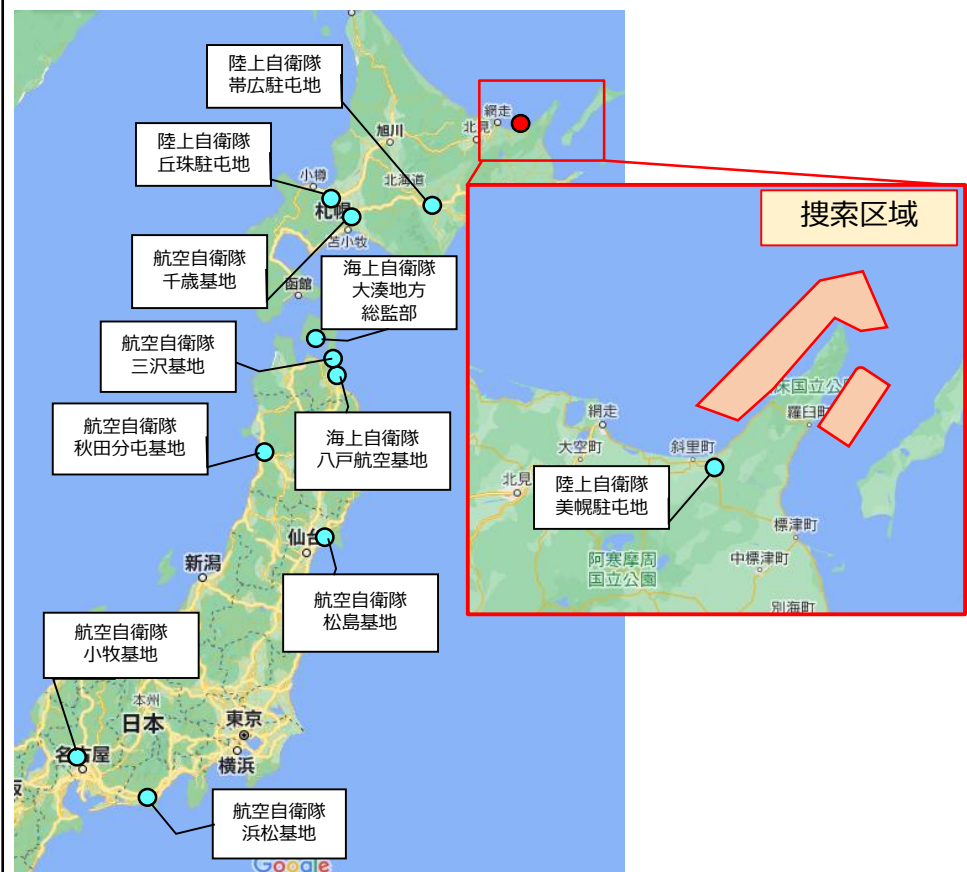 陸上自衛隊
帯広駐屯地
陸上自衛隊
丘珠駐屯地
航空自衛隊
千歳基地
海上自衛隊
大湊地方
総監部
航空自衛隊
三沢基地
航空自衛隊
秋田分屯基地
海上自衛隊
八戸航空基地
航空自衛隊
松島基地
航空自衛隊
小牧基地
航空自衛隊
浜松基地
旭川
網走
北見
小樽
北海道
札幌
苫小牧
函館
仙台
新潟
本州
日本
東京
横浜
名古屋
阪
Google
捜索区域
床国立公
羅臼町
網走
大空町
斜里町
北見
陸上自衛隊
美幌駐屯地
標津町
中標津町
阿寒摩周
国立公園
別海町